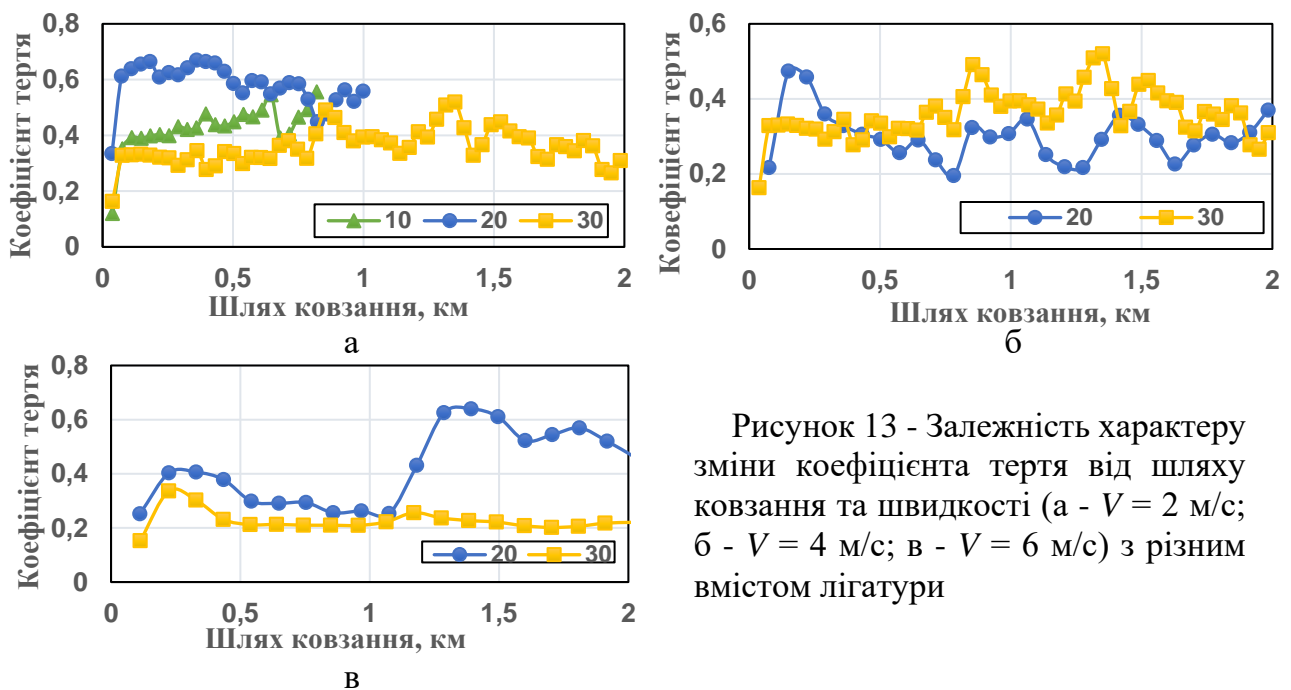 0,8
0,6
0,4
0,2
0
Коефіцієнт тертя
10 20 30
0 0,5 1 1,5 2
Шлях ковзання, км
а
0,6
0,4
0,2
0
Ковефіцієнт тертя
20 30
0 0,5 1 1,5 2
Шлях ковзання, км
б
0,8
0,6
0,4
0,2
0
Коефіцієнт тертя
20 30
0 0,5 1 1,5 2
Шлях ковзання, км
в
Рисунок 13 - Залежність характеру
зміни коефіцієнта тертя від шляху
ковзання та швидкості (а - V = 2 м/с;
б - V = 4 м/с; в - V = 6 м/с) з різним
вмістом лігатури